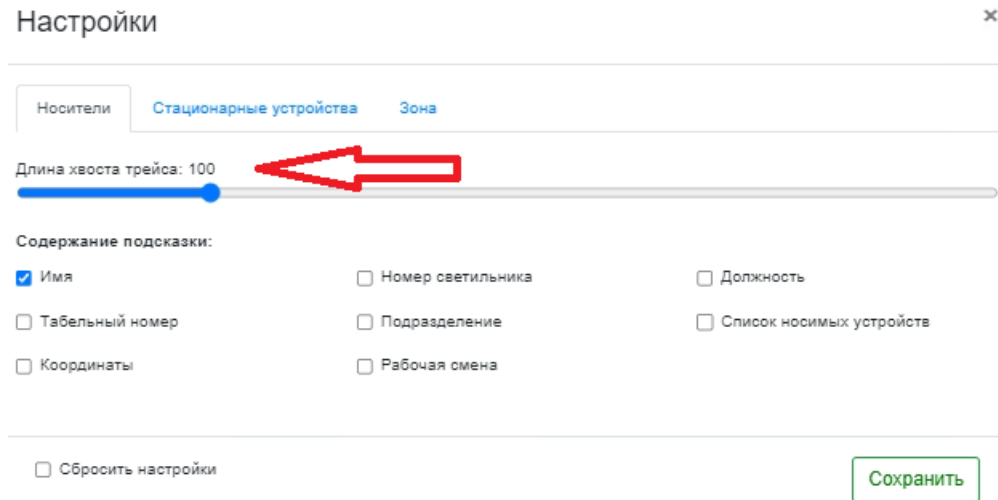 Настройки ×
Носители Стационарные устройства Зона
Длина хвоста трейса: 100
Содержание подсказки:
Имя Номер светильника Должность
Табельный номер Подразделение Список носимых устройств
Координаты Рабочая смена
Сбросить настройки Сохранить